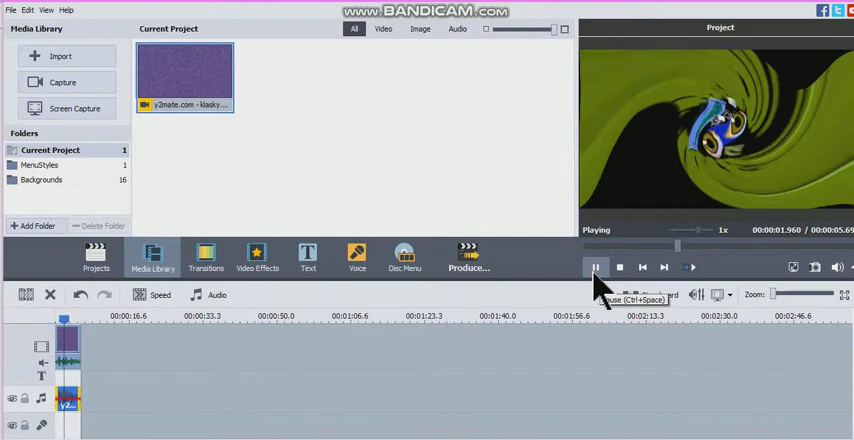 WWW.BANDICAM.COM
File Edit View Help
Media Library
Current Project
All Video Image Audio
Project
Import
Capture
Screen Capture
y2mate.com - klasky...
Folders
Current Project 1
MenuStyles 1
Backgrounds 16
Add Folder Delete Folder
Playing 1x 00:00:01.960 / 00:00:05.69
Projects Media Library Transitions Video Effects Text Voice Disc Menu Produce...
Speed Audio Zoom:
(Ctrl+Space)
00:00:16.6 00:00:33.3 00:00:50.0 00:01:06.6 00:01:23.3 00:01:40.0 00:01:56.6 00:02:13.3 00:02:30.0 00:02:46.6
T
y2...